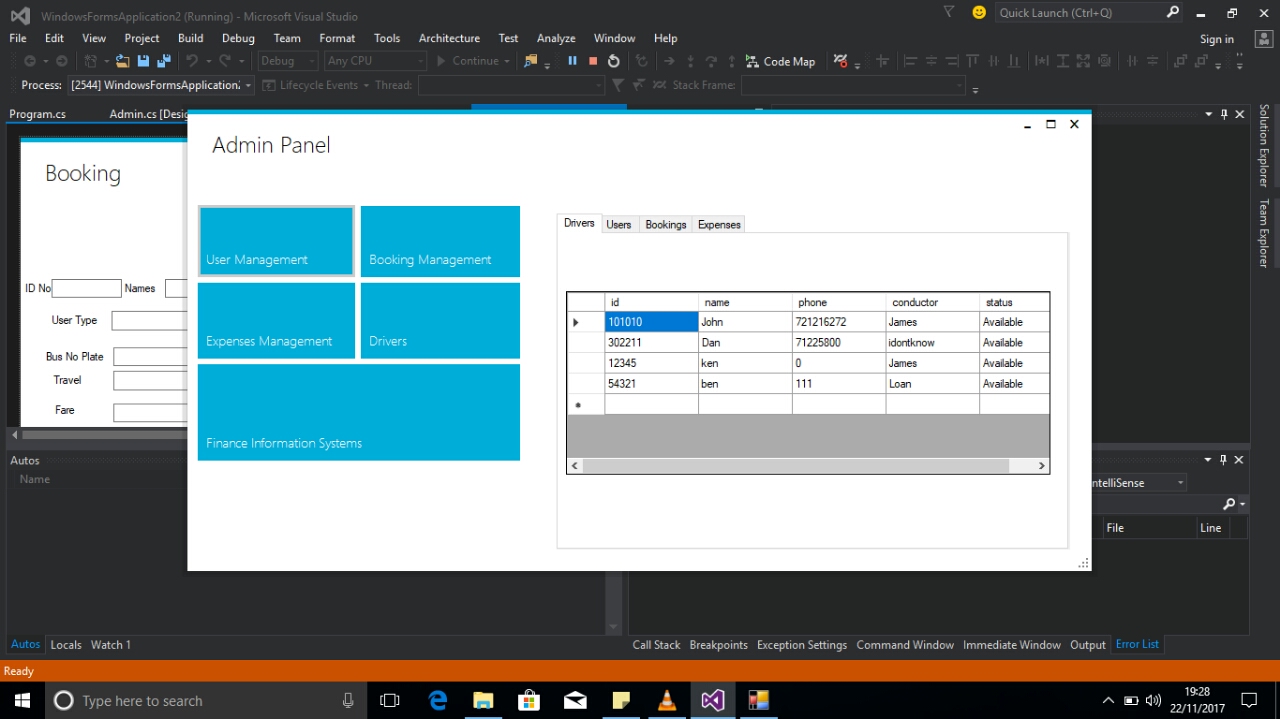 WindowsFormsApplication2 (Running) - Microsoft Visual Studio
Quick Launch (Ctrl+Q)
File Edit View Project Build Debug Team Format Tools Architecture Test Analyze Window Help
Sign in
Debug Any CPU Continue Code Map
Process: [2544] WindowsFormsApplication2 Lifecycle Events Thread: Stack Frame:
Program.cs Admin.cs [Desig
Solution Explorer
Team Explorer
Booking
ID No Names
User Type
Bus No Plate
Travel
Fare
Admin Panel
User Management
Booking Management
Expenses Management
Drivers
Finance Information Systems
Drivers Users Bookings Expenses
id name phone conductor status
101010 John 721216272 James Available
302211 Dan 71225800 idontknow Available
12345 ken 0 James Available
54321 ben 111 Loan Available
Autos
Name
ntelliSense
File Line
Autos Locals Watch 1
Call Stack Breakpoints Exception Settings Command Window Immediate Window Output Error List
Ready
Type here to search
19:28
22/11/2017